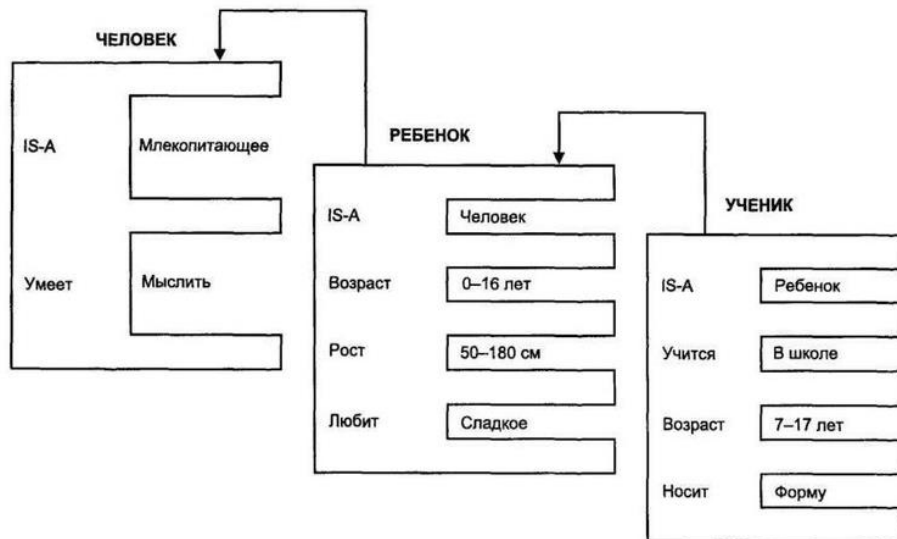 ЧЕЛОВЕК
IS-A Млекопитающее
Умеет Мыслить
РЕБЕНОК
IS-A Человек
Возраст 0–16 лет
Рост 50–180 см
Любит Сладкое
УЧЕНИК
IS-A Ребенок
Учится В школе
Возраст 7–17 лет
Носит Форму